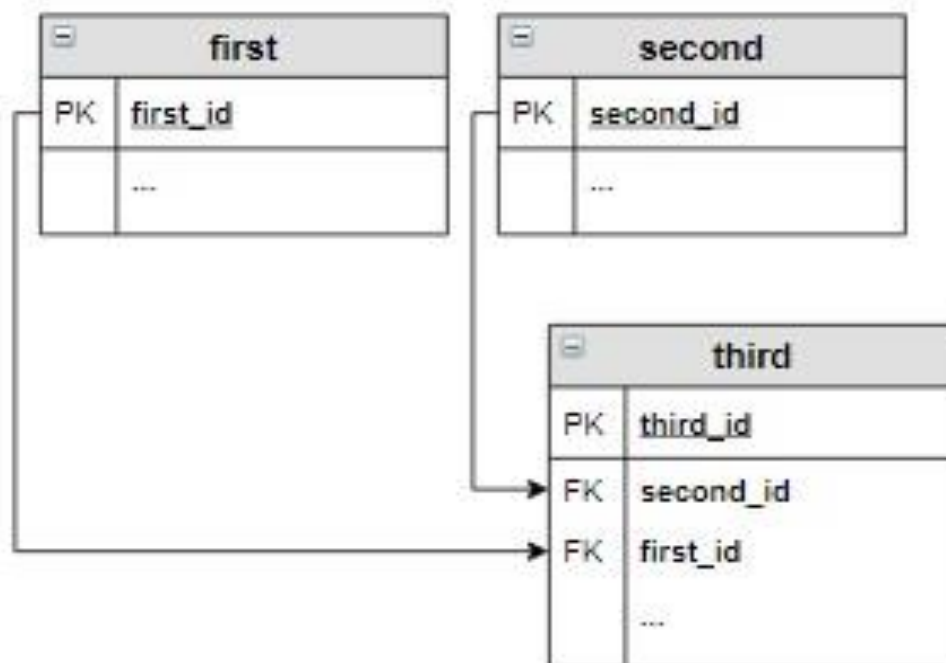 first
PK first_id
...
second
PK second_id
...
third
PK third_id
FK second_id
FK first_id
...